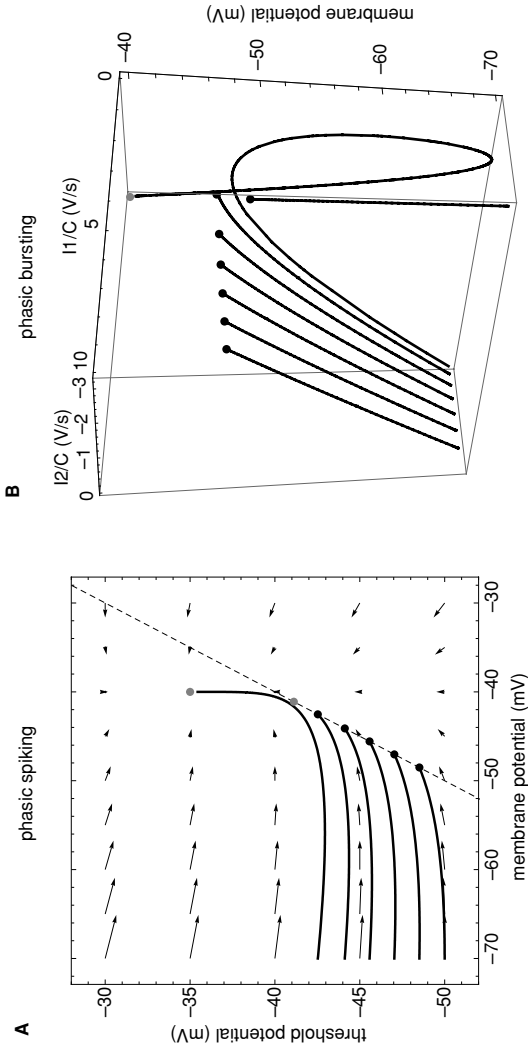 A
phasic spiking
threshold potential (mV)
−30
−35
−40
−45
−50
−70
−60
−50
−40
−30
membrane potential (mV)
B
phasic bursting
I2/C (V/s)
0
−1
−2
−3
10
5
0
I1/C (V/s)
−40
−50
−60
−70
membrane potential (mV)